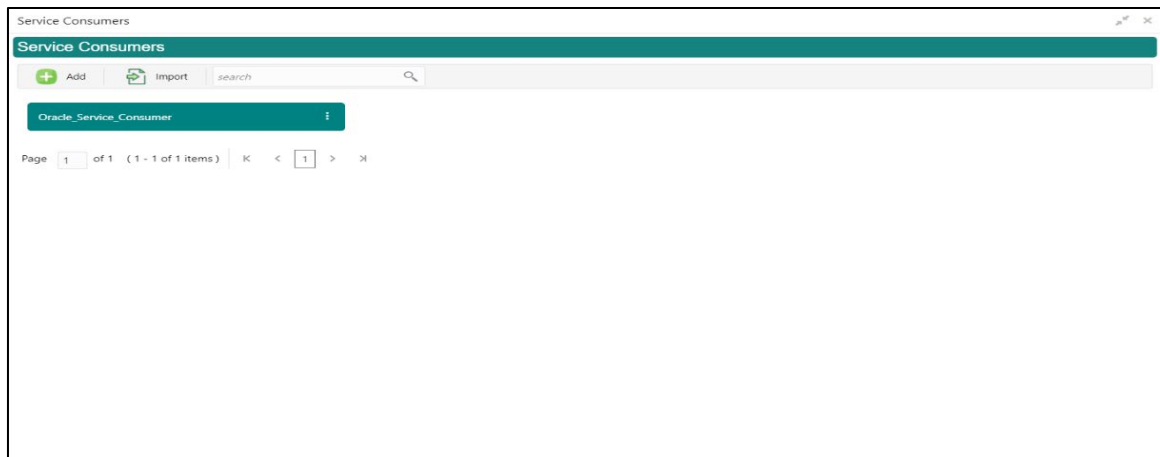 Service Consumers
Service Consumers
Add Import search
Oracle_Service_Consumer
Page 1 of 1 ( 1 - 1 of 1 items ) 1